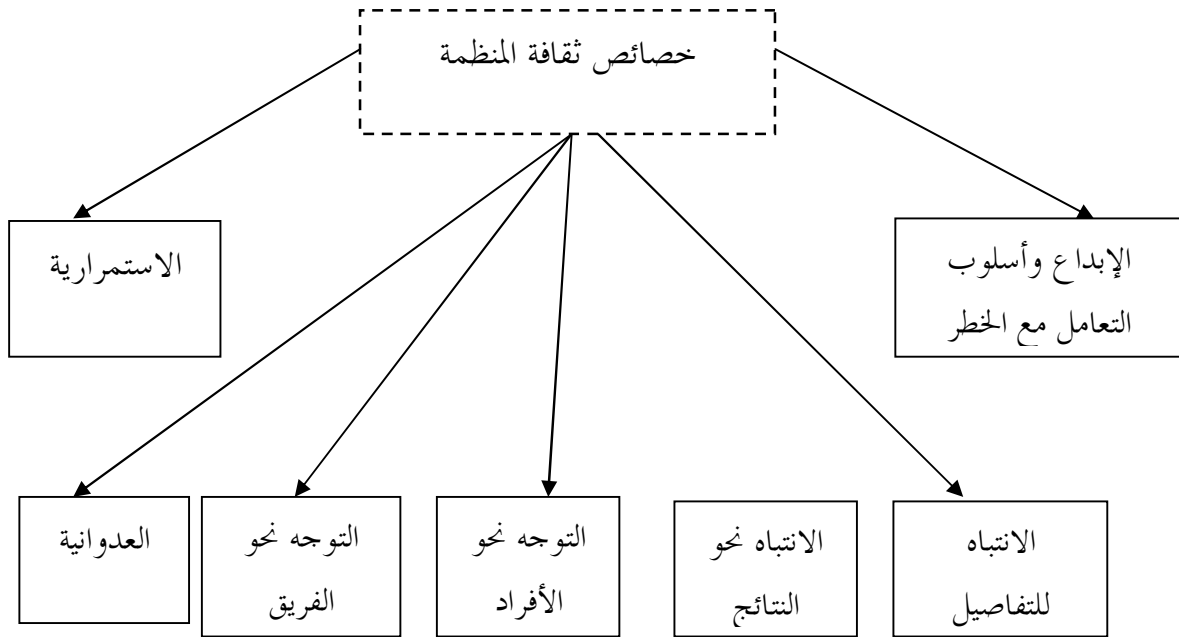 خصائص ثقافة المنظمة
الإبداع وأسلوب
التعامل مع الخطر
الاستمرارية
الانتباه
للتفاصيل
الانتباه نحو
النتائج
التوجه نحو
الأفراد
التوجه نحو
الفريق
العدوانية